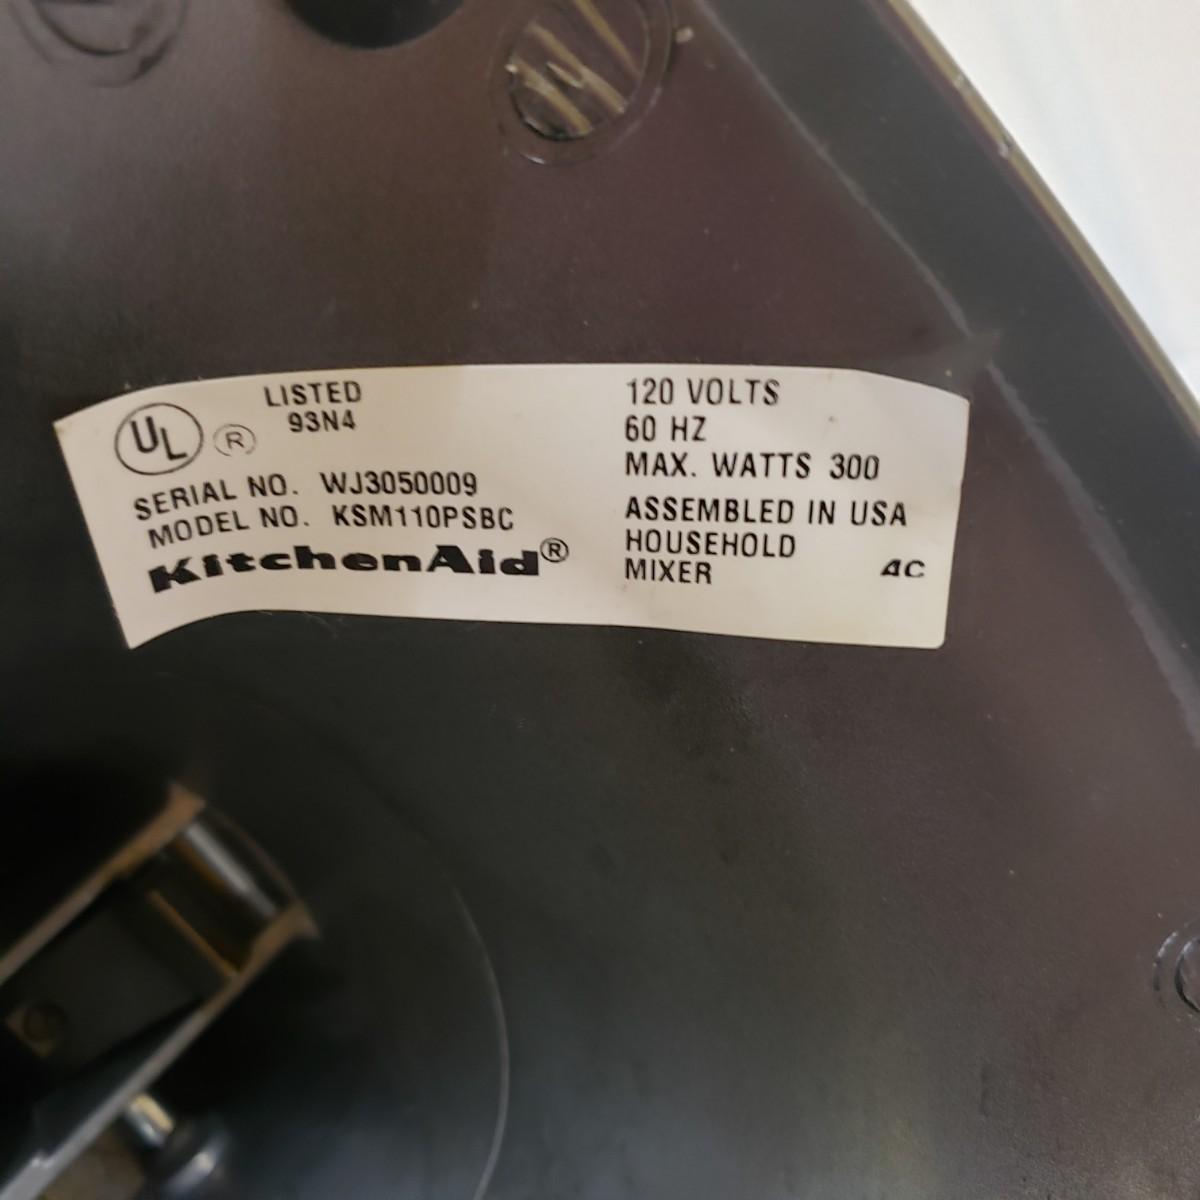 UL ®
LISTED
93N4
SERIAL NO. WJ3050009
MODEL NO. KSM110PSBC
KitchenAid®
120 VOLTS
60 HZ
MAX. WATTS 300
ASSEMBLED IN USA
HOUSEHOLD
MIXER AC